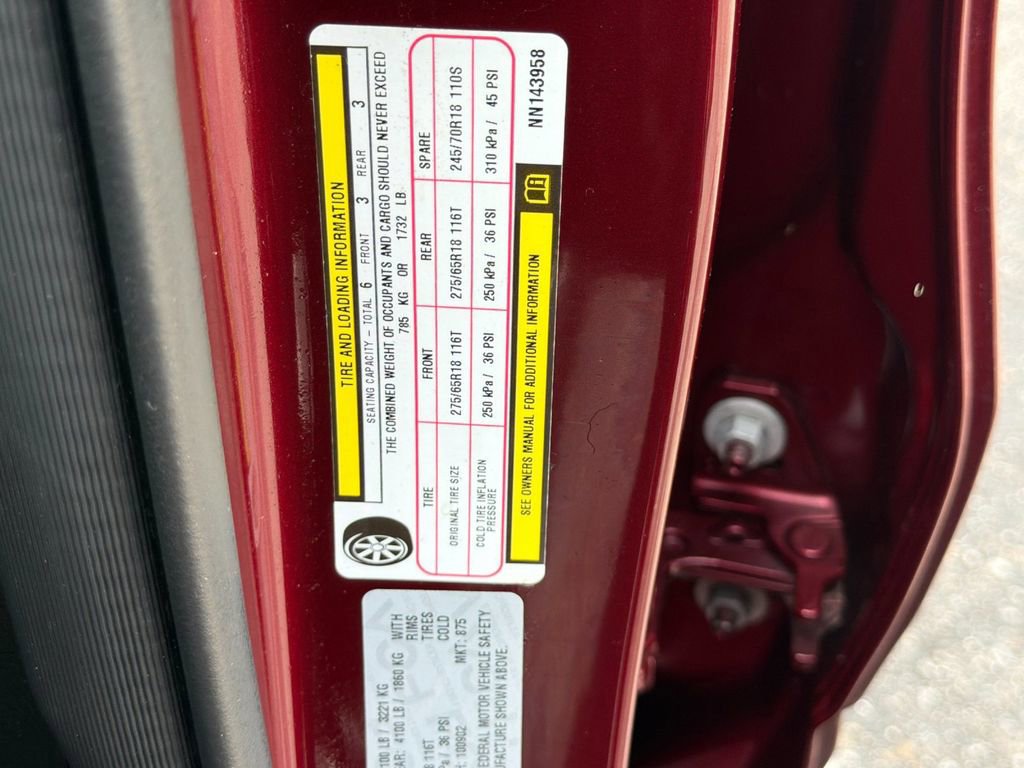 TIRE AND LOADING INFORMATION
SEATING CAPACITY - TOTAL 6 FRONT 3 REAR 3
THE COMBINED WEIGHT OF OCCUPANTS AND CARGO SHOULD NEVER EXCEED
785 KG OR 1732 LB
TIRE FRONT REAR SPARE
ORIGINAL TIRE SIZE 275/65R18 116T 275/65R18 116T 245/70R18 110S
COLD TIRE INFLATION PRESSURE 250 kPa / 36 PSI 250 kPa / 36 PSI 310 kPa / 45 PSI
SEE OWNERS MANUAL FOR ADDITIONAL INFORMATION
NN143958
100 LB / 3221 KG
4100 LB / 1860 KG WITH
116T RIMS
/ 36 PSI TIRES
100902 COLD
MKT: 875
FEDERAL MOTOR VEHICLE SAFETY
SHOWN ABOVE.